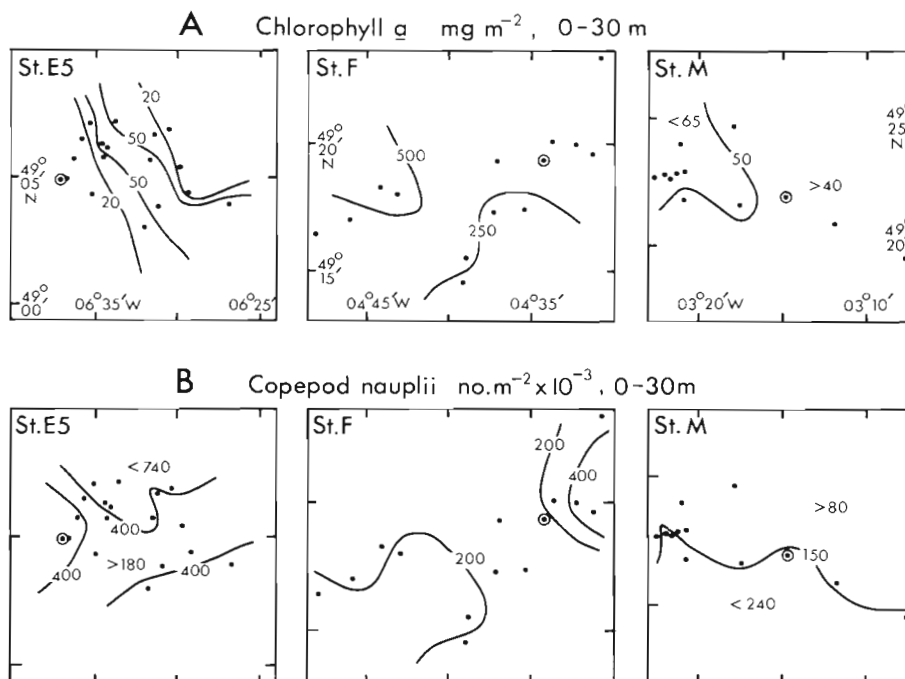 A Chlorophyll a mg m⁻², 0-30 m
St. E5
20
50
50
20
49°
05'
N
49°
00'
06°35'W
06°25'
St. F
500
250
49°
20'
N
49°
15'
04°45'W
04°35'
St. M
<65
50
>40
49°
25'
N
49°
20'
03°20'W
03°10'
B Copepod nauplii no. m⁻² x 10⁻³, 0-30m
St. E5
<740
400
>180
400
400
St. F
200
400
200
St. M
>80
150
<240